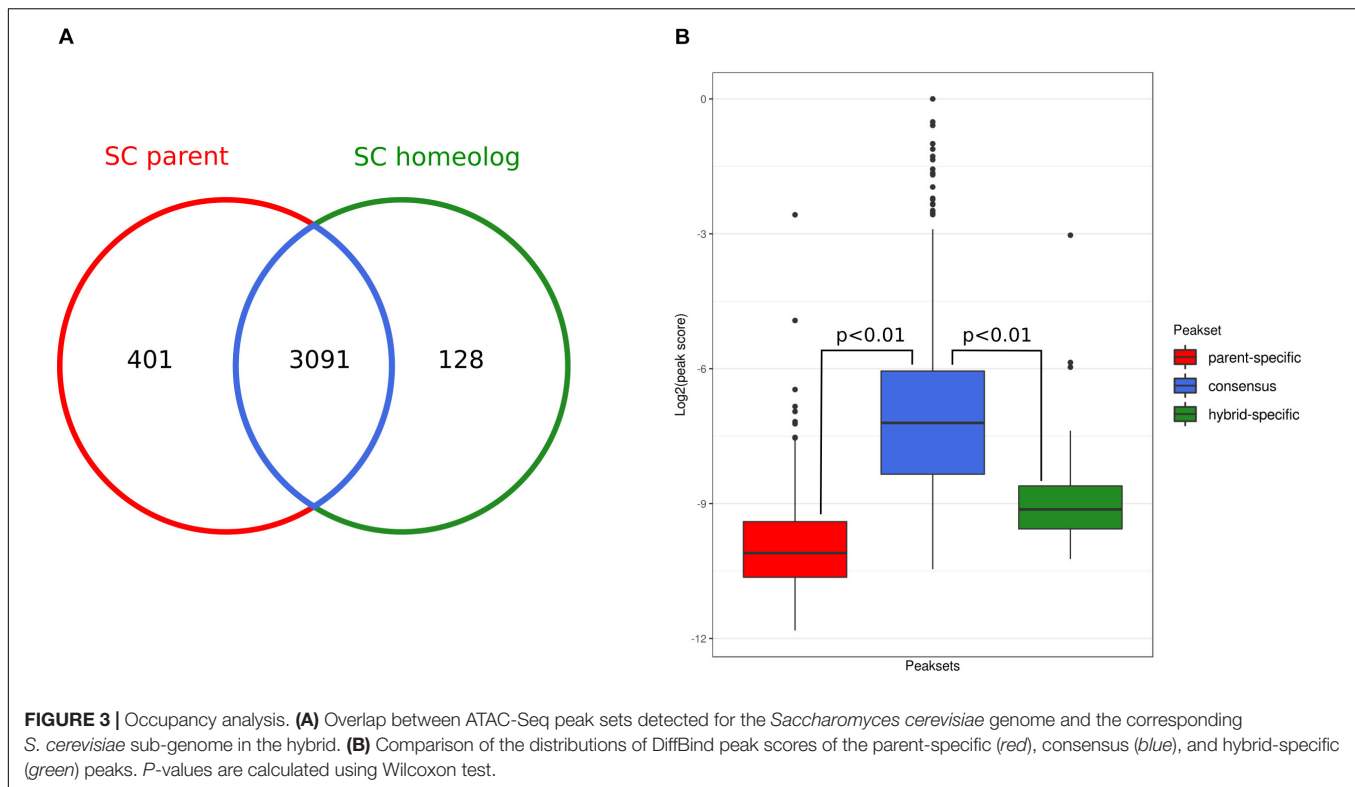 A
SC parent
SC homeolog
401
3091
128
B
0
-3
-6
-9
-12
Log2(peak score)
p<0.01
p<0.01
Peaksets
Peakset
parent-specific
consensus
hybrid-specific
FIGURE 3 | Occupancy analysis. (A) Overlap between ATAC-Seq peak sets detected for the Saccharomyces cerevisiae genome and the corresponding
S. cerevisiae sub-genome in the hybrid. (B) Comparison of the distributions of DiffBind peak scores of the parent-specific (red), consensus (blue), and hybrid-specific
(green) peaks. P-values are calculated using Wilcoxon test.